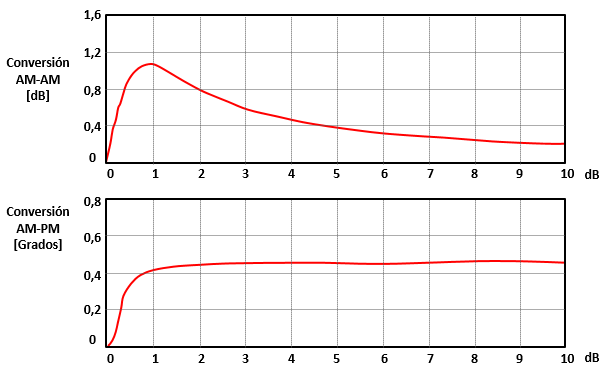 1,6
1,2
Conversión
AM-AM
[dB]
0,8
0,4
0
0 1 2 3 4 5 6 7 8 9 10 dB
0,8
Conversión
AM-PM
[Grados]
0,6
0,4
0,2
0
0 1 2 3 4 5 6 7 8 9 10 dB